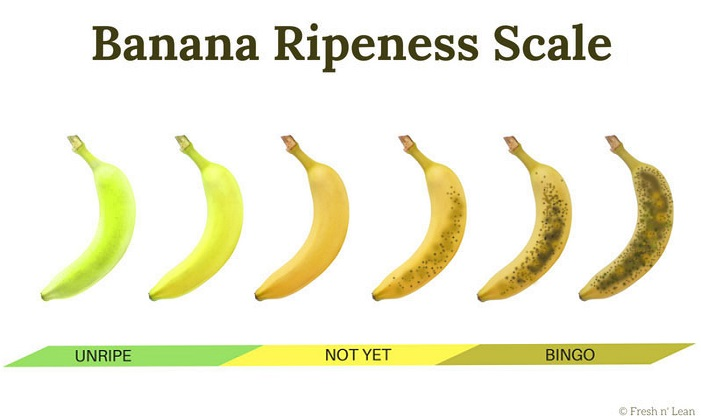 Banana Ripeness Scale
UNRIPE
NOT YET
BINGO
© Fresh n' Lean